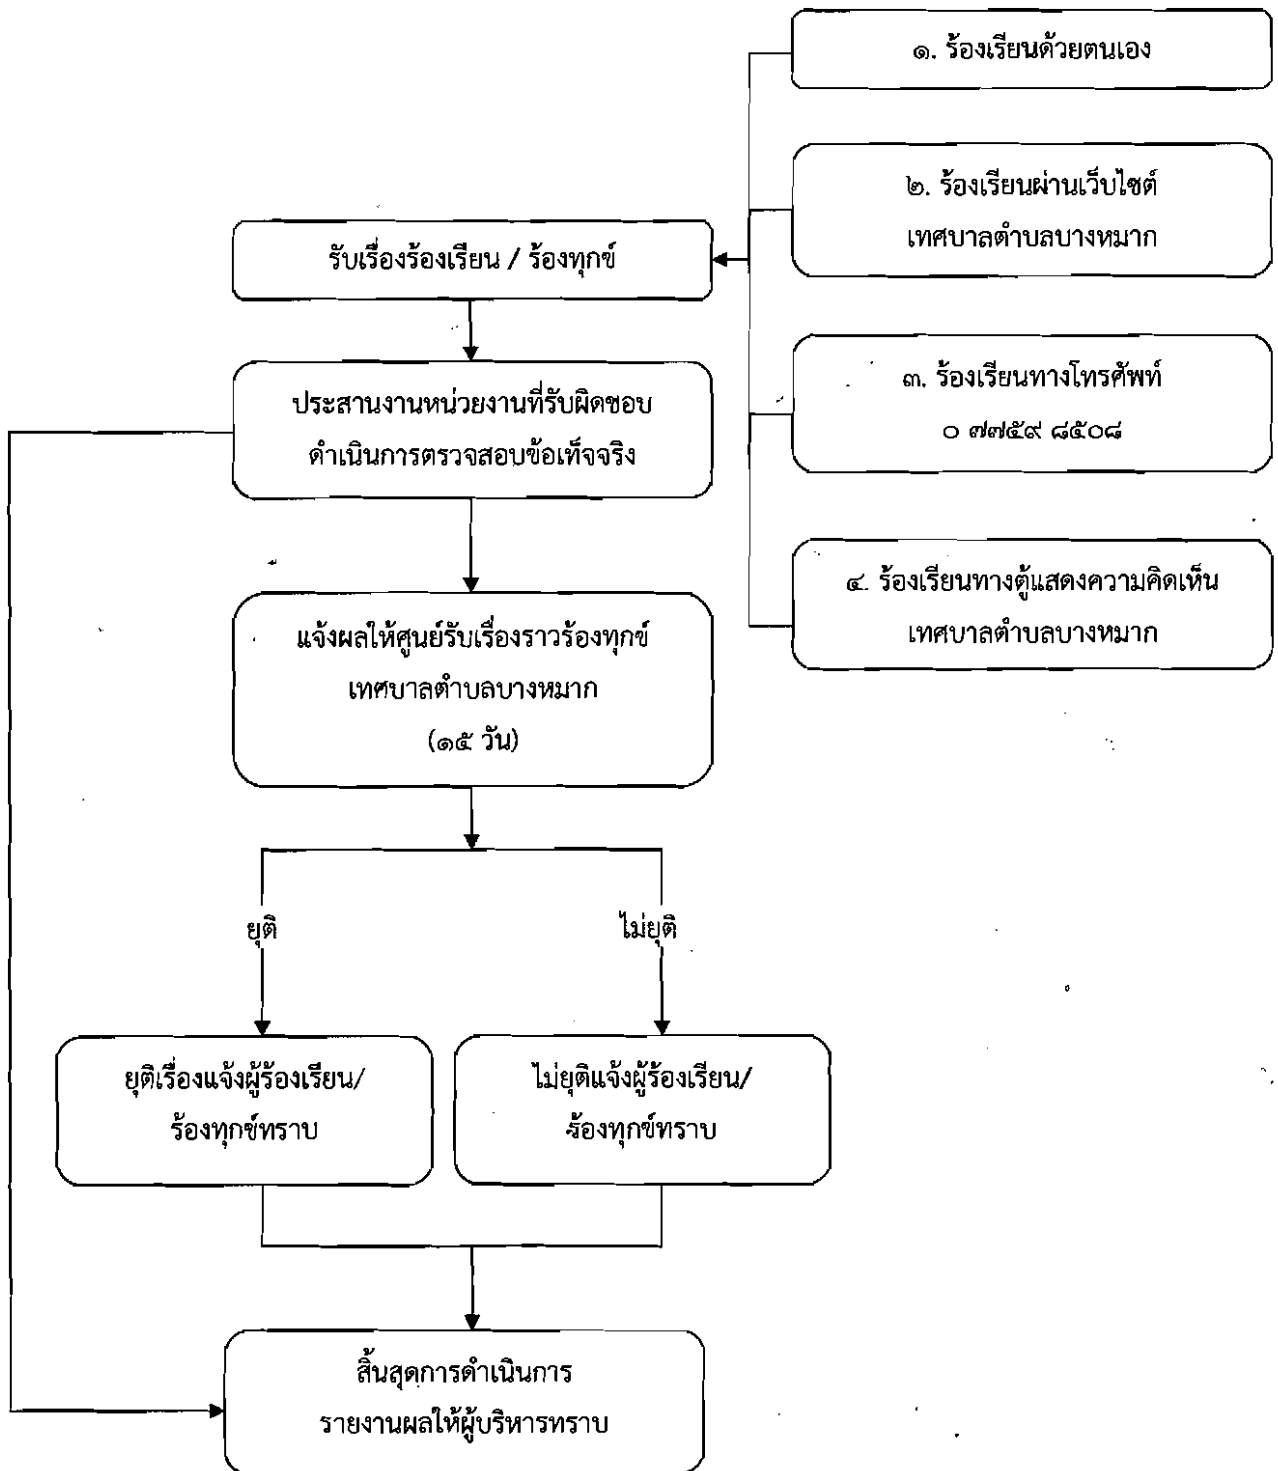 ๑. ร้องเรียนด้วยตนเอง
๒. ร้องเรียนผ่านเว็บไซต์
เทศบาลตำบลบางหมาก
รับเรื่องร้องเรียน / ร้องทุกข์
๓. ร้องเรียนทางโทรศัพท์
๐ ๗๗๕๙ ๘๕๐๘
ประสานงานหน่วยงานที่รับผิดชอบ
ดำเนินการตรวจสอบข้อเท็จจริง
๔. ร้องเรียนทางตู้แสดงความคิดเห็น
เทศบาลตำบลบางหมาก
แจ้งผลให้ศูนย์รับเรื่องราวร้องทุกข์
เทศบาลตำบลบางหมาก
(๑๕ วัน)
ยุติ
ไม่ยุติ
ยุติเรื่องแจ้งผู้ร้องเรียน/
ร้องทุกข์ทราบ
ไม่ยุติแจ้งผู้ร้องเรียน/
ร้องทุกข์ทราบ
สิ้นสุดการดำเนินการ
รายงานผลให้ผู้บริหารทราบ